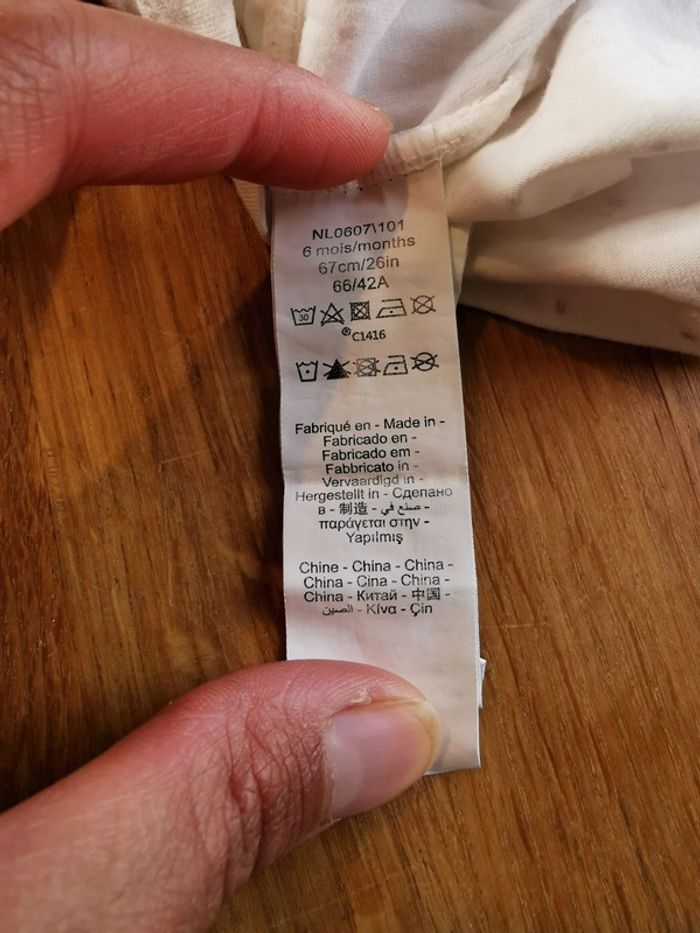 NL0607\101
6 mois/months
67cm/26in
66/42A
30
®C1416
Fabriqué en - Made in -
Fabricado en -
Fabricado em -
Fabbricato in -
Vervaardigd in -
Hergestellt in - Сделано
в - 制造 - صنع في -
παράγεται στην -
Yapılmış
Chine - China - China -
China - Cina - China -
China - Китай - 中国 -
الصين - Κίνα - Çin